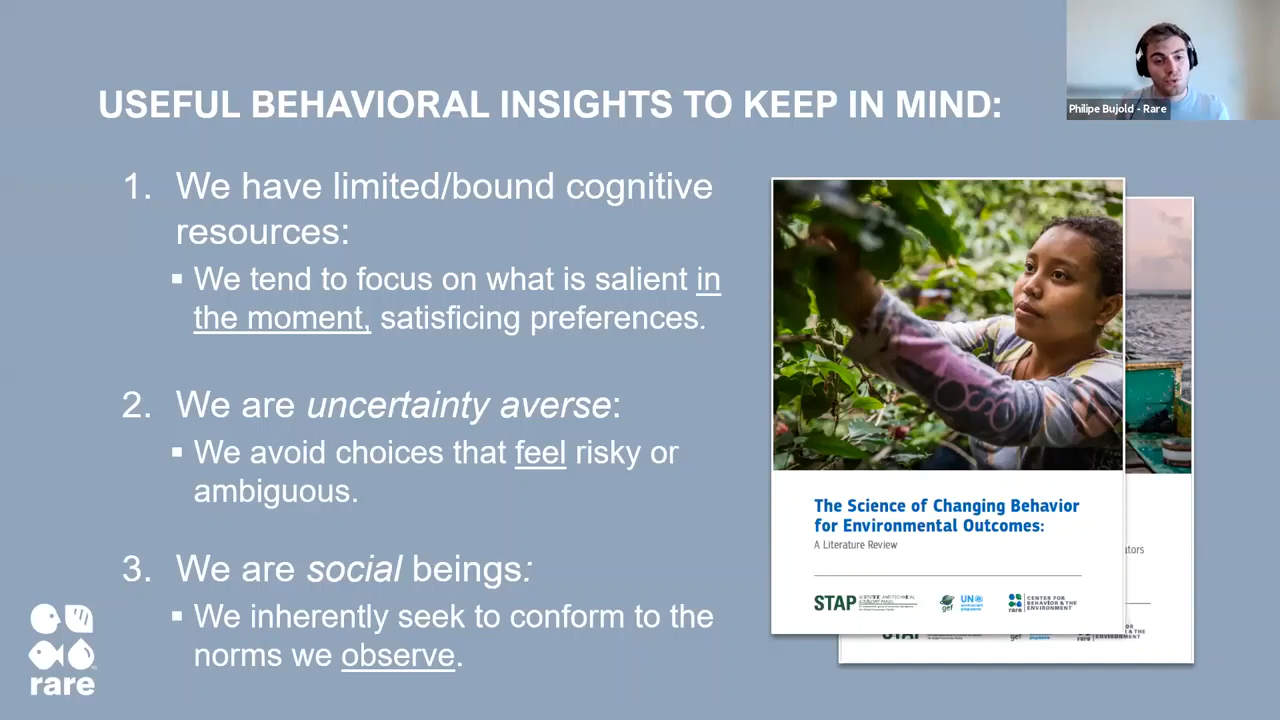 USEFUL BEHAVIORAL INSIGHTS TO KEEP IN MIND:
Philipe Bujold - Rare
1. We have limited/bound cognitive
resources:
▪ We tend to focus on what is salient in
the moment, satisficing preferences.
2. We are uncertainty averse:
▪ We avoid choices that feel risky or
ambiguous.
3. We are social beings:
▪ We inherently seek to conform to the
norms we observe.
rare
The Science of Changing Behavior
for Environmental Outcomes:
A Literature Review
STAP
gef
UN
rare
CENTER FOR
BEHAVIOR & THE
ENVIRONMENT
ators